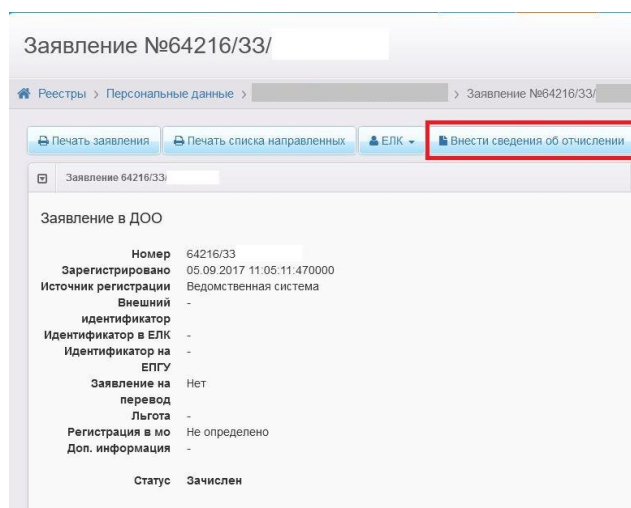 Заявление №64216/33/
Реестры > Персональные данные > > Заявление №64216/33/
Печать заявления Печать списка направленных ЕЛК Внести сведения об отчислении
Заявление 64216/33/
Заявление в ДОО
Номер 64216/33
Зарегистрировано 05.09.2017 11:05:11.470000
Источник регистрации Ведомственная система
Внешний -
идентификатор
Идентификатор в ЕЛК -
Идентификатор на -
ЕПГУ
Заявление на Нет
перевод
Льгота -
Регистрация в мо Не определено
Доп. информация -
Статус Зачислен